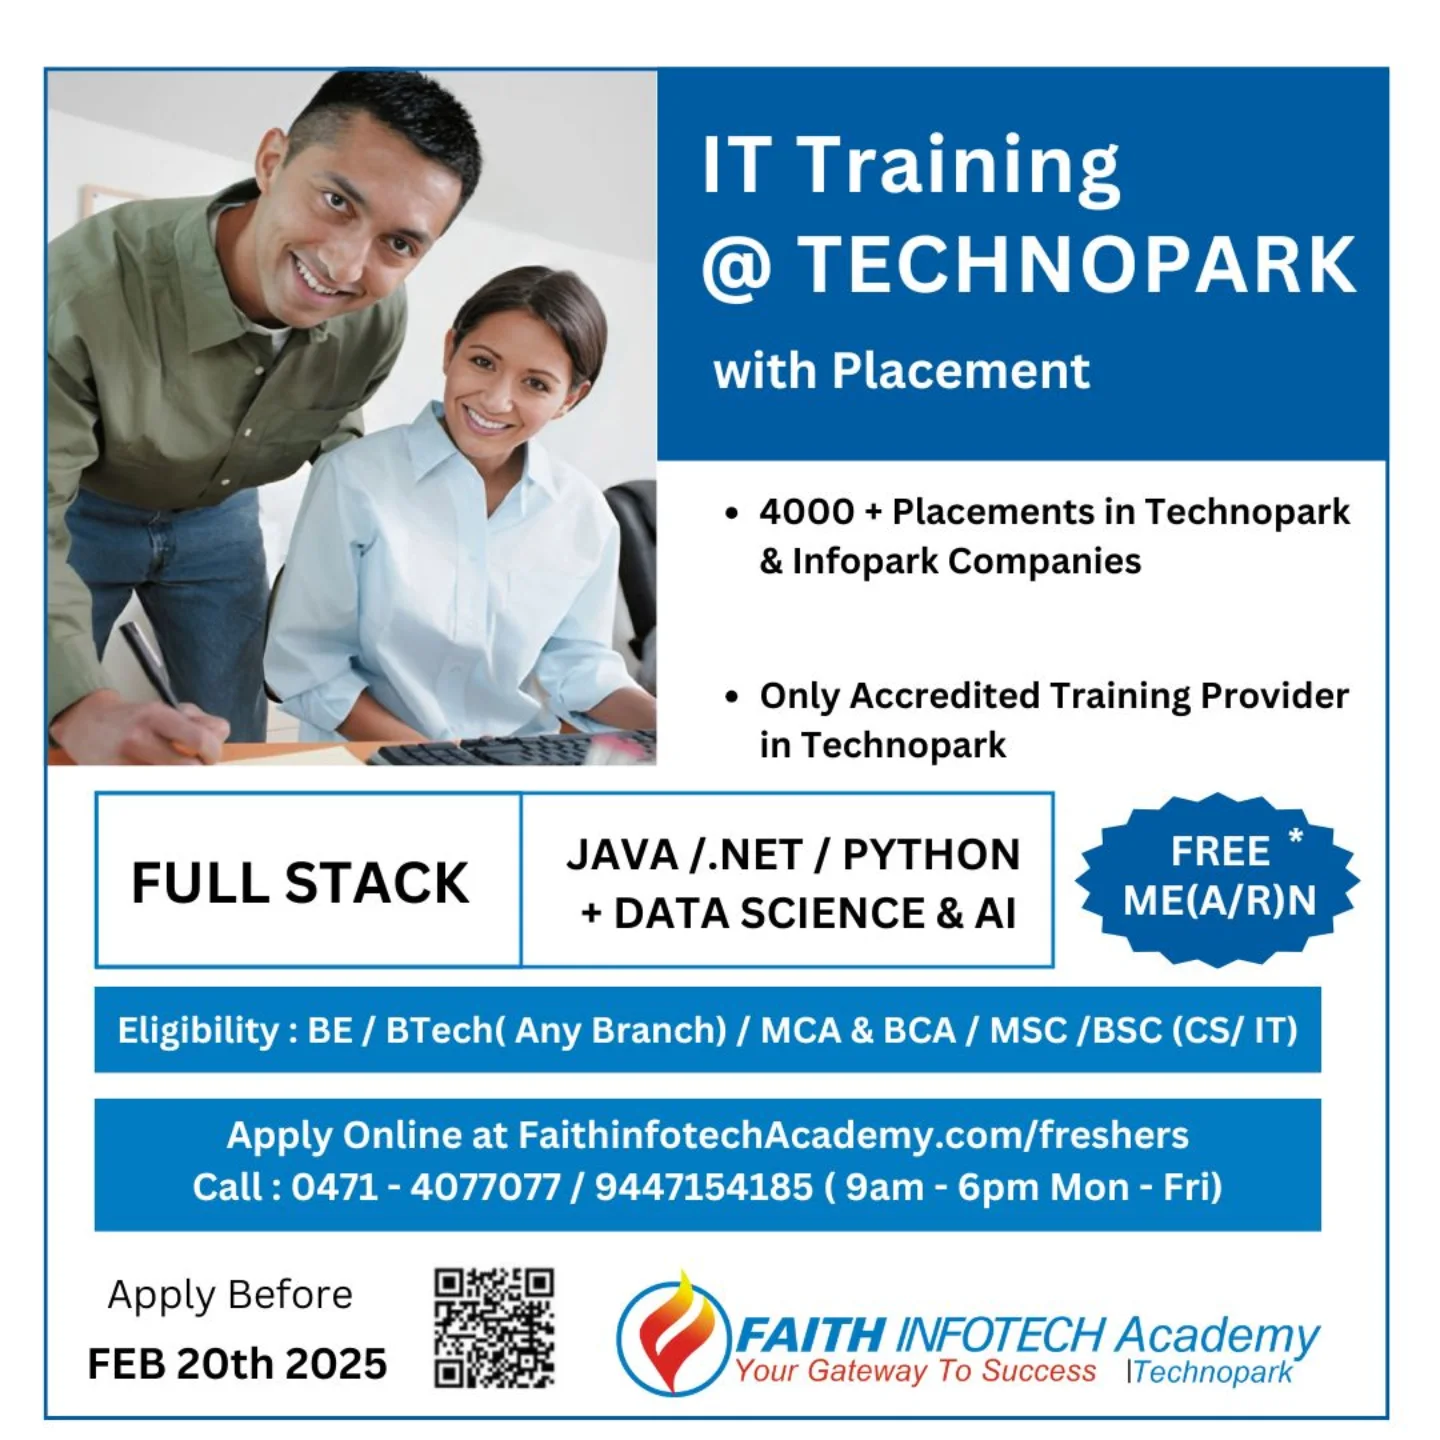 IT Training
@ TECHNOPARK
with Placement
• 4000 + Placements in Technopark
& Infopark Companies
• Only Accredited Training Provider
in Technopark
FULL STACK
JAVA /.NET / PYTHON
+ DATA SCIENCE & AI
FREE *
ME(A/R)N
Eligibility : BE / BTech( Any Branch) / MCA & BCA / MSC /BSC (CS/ IT)
Apply Online at FaithinfotechAcademy.com/freshers
Call : 0471 - 4077077 / 9447154185 ( 9am - 6pm Mon - Fri)
Apply Before
FEB 20th 2025
FAITH INFOTECH Academy
Your Gateway To Success |Technopark